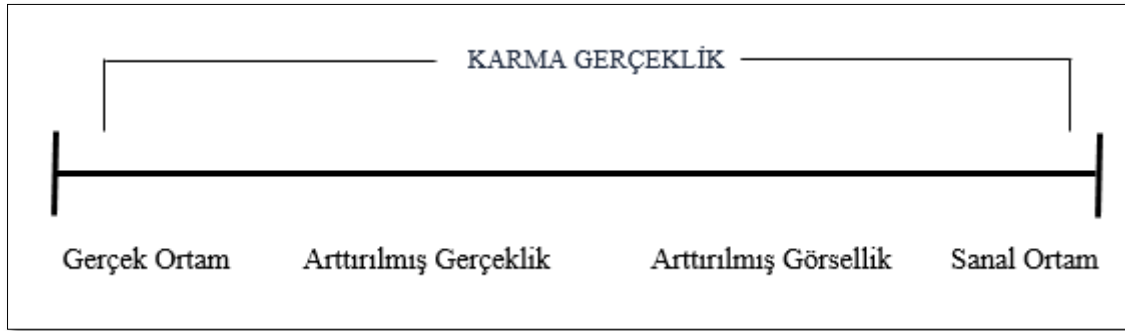 KARMA GERÇEKLİK
Gerçek Ortam Arttırılmış Gerçeklik Arttırılmış Görsellik Sanal Ortam